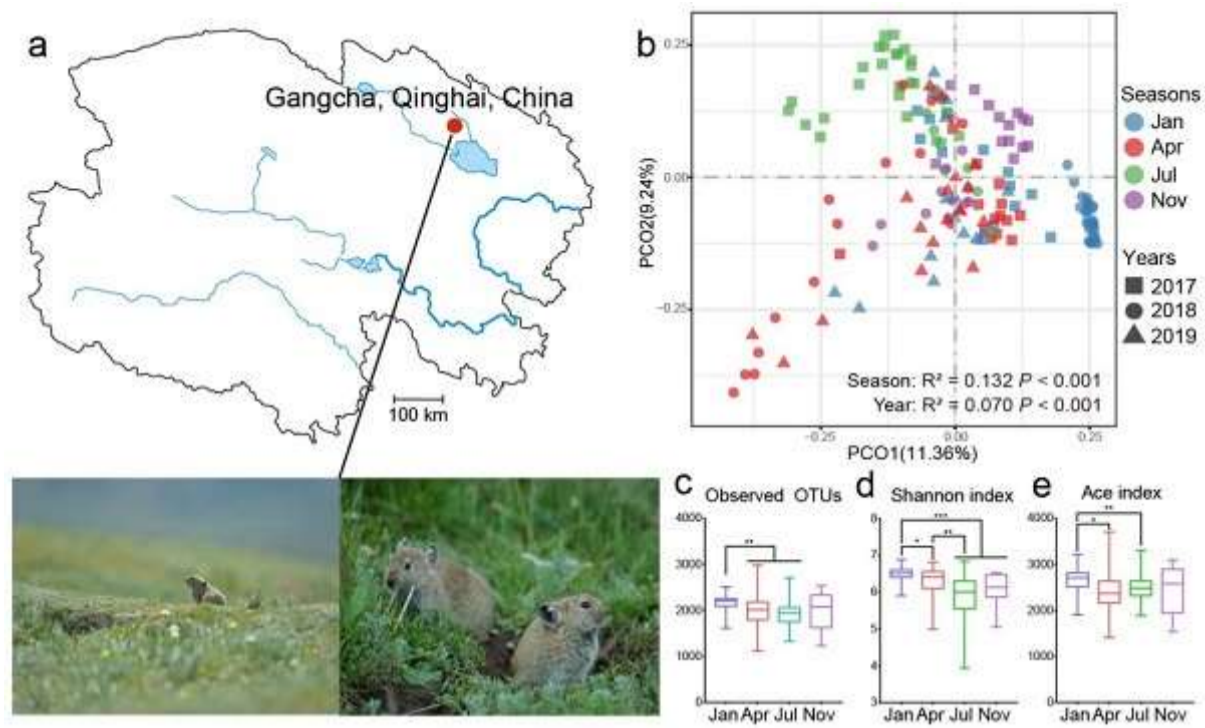 a
Gangcha, Qinghai, China
100 km
b
0.25
0.00
−0.25
PCO2(9.24%)
−0.25
0.00
0.25
PCO1(11.36%)
Season: R² = 0.132 P < 0.001
Year: R² = 0.070 P < 0.001
Seasons
Jan
Apr
Jul
Nov
Years
2017
2018
2019
c Observed OTUs
4000
3000
2000
1000
0
**
Jan Apr Jul Nov
d Shannon index
8
7
6
5
4
3
***
*
**
Jan Apr Jul Nov
e Ace index
4000
3000
2000
1000
0
**
*
Jan Apr Jul Nov